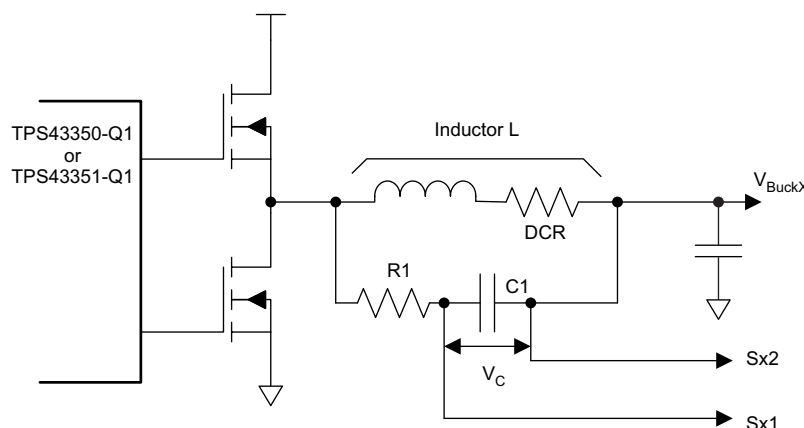 TPS43350-Q1
or
TPS43351-Q1
Inductor L
DCR
V_BuckX
R1
C1
V_C
Sx2
Sx1